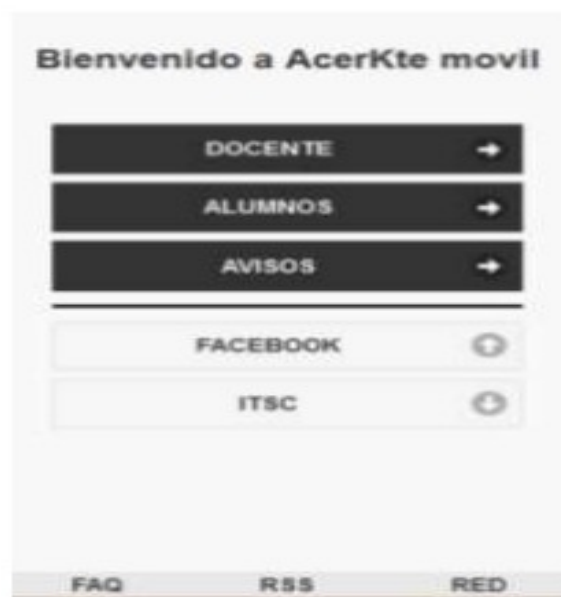 Bienvenido a AcerKte movil
DOCENTE
ALUMNOS
AVISOS
FACEBOOK
ITSC
FAQ RSS RED